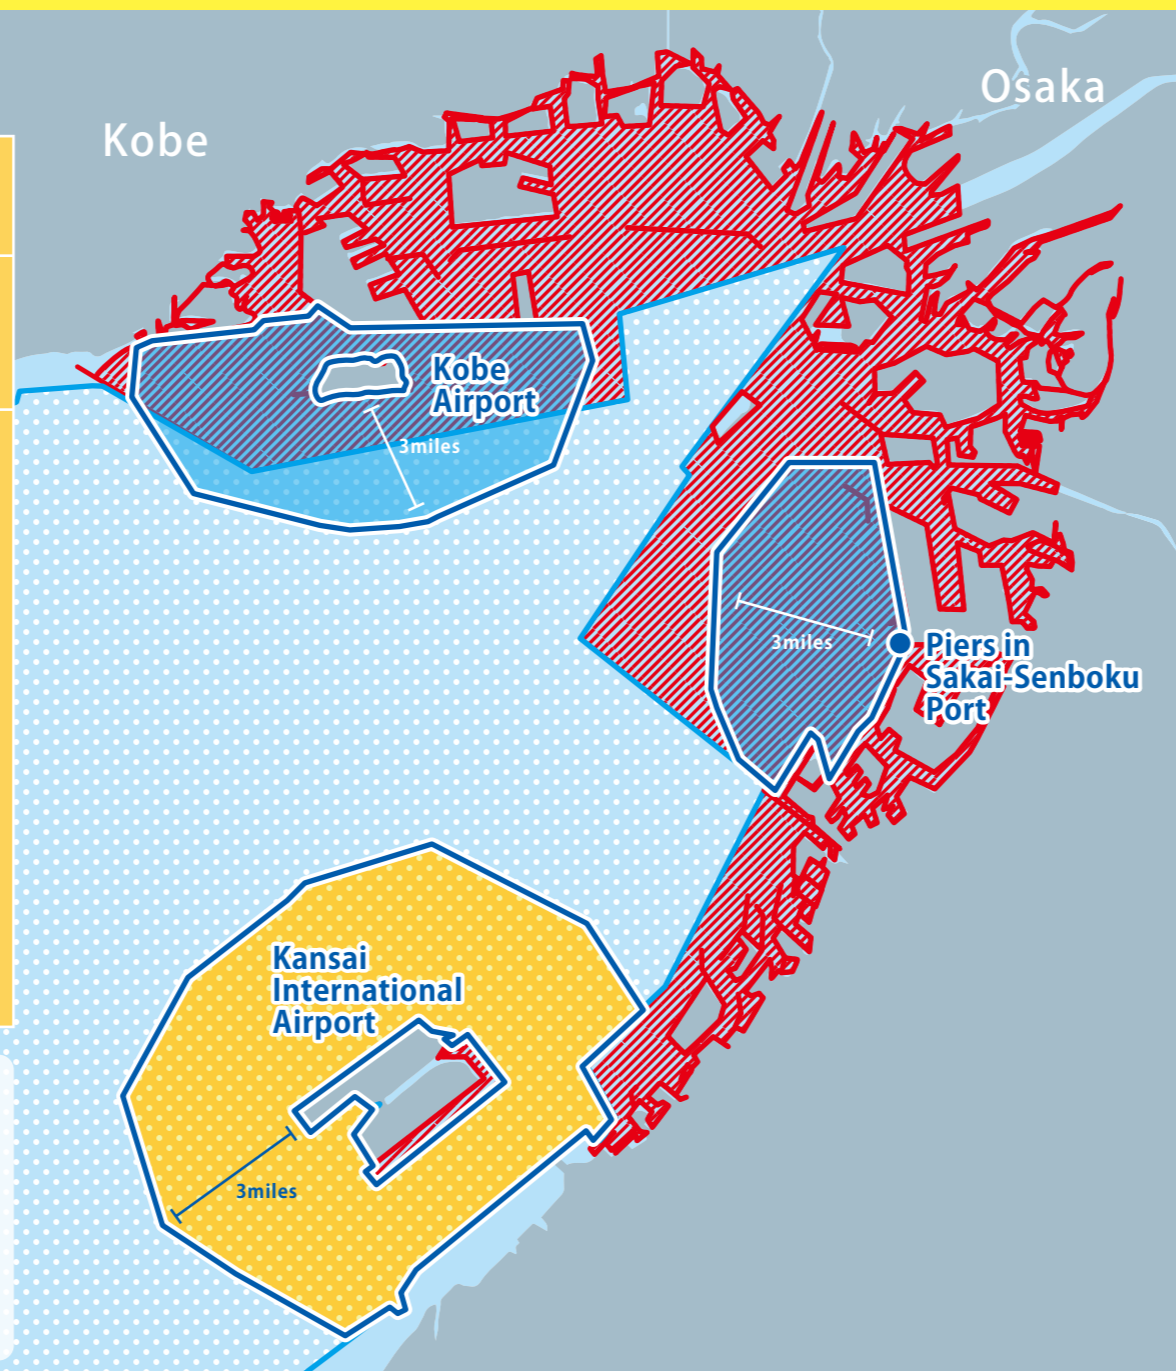 Osaka
Kobe
Kobe
Airport
3miles
3miles
Piers in
Sakai-Senboku
Port
Kansai
International
Airport
3miles